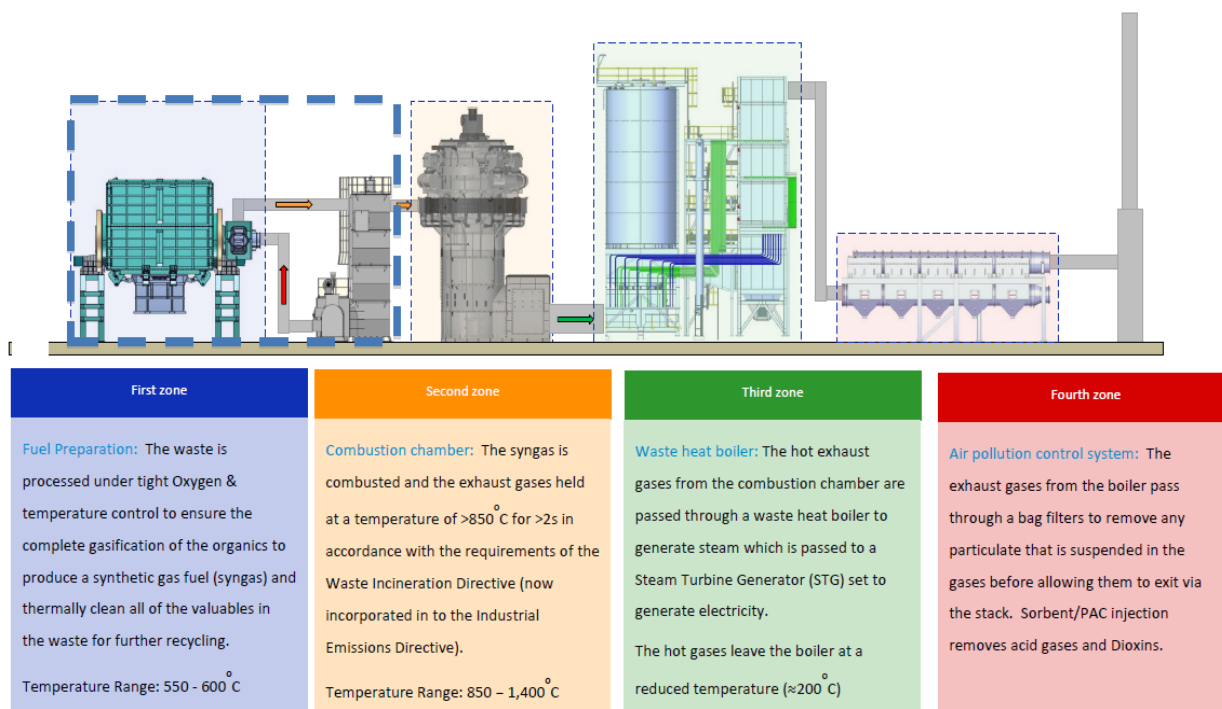 First zone
Fuel Preparation: The waste is
processed under tight Oxygen &
temperature control to ensure the
complete gasification of the organics to
produce a synthetic gas fuel (syngas) and
thermally clean all of the valuables in
the waste for further recycling.
Temperature Range: 550 - 600°C
Second zone
Combustion chamber: The syngas is
combusted and the exhaust gases held
at a temperature of >850°C for >2s in
accordance with the requirements of the
Waste Incineration Directive (now
incorporated in to the Industrial
Emissions Directive).
Temperature Range: 850 – 1,400°C
Third zone
Waste heat boiler: The hot exhaust
gases from the combustion chamber are
passed through a waste heat boiler to
generate steam which is passed to a
Steam Turbine Generator (STG) set to
generate electricity.
The hot gases leave the boiler at a
reduced temperature (≈200°C)
Fourth zone
Air pollution control system: The
exhaust gases from the boiler pass
through a bag filters to remove any
particulate that is suspended in the
gases before allowing them to exit via
the stack. Sorbent/PAC injection
removes acid gases and Dioxins.